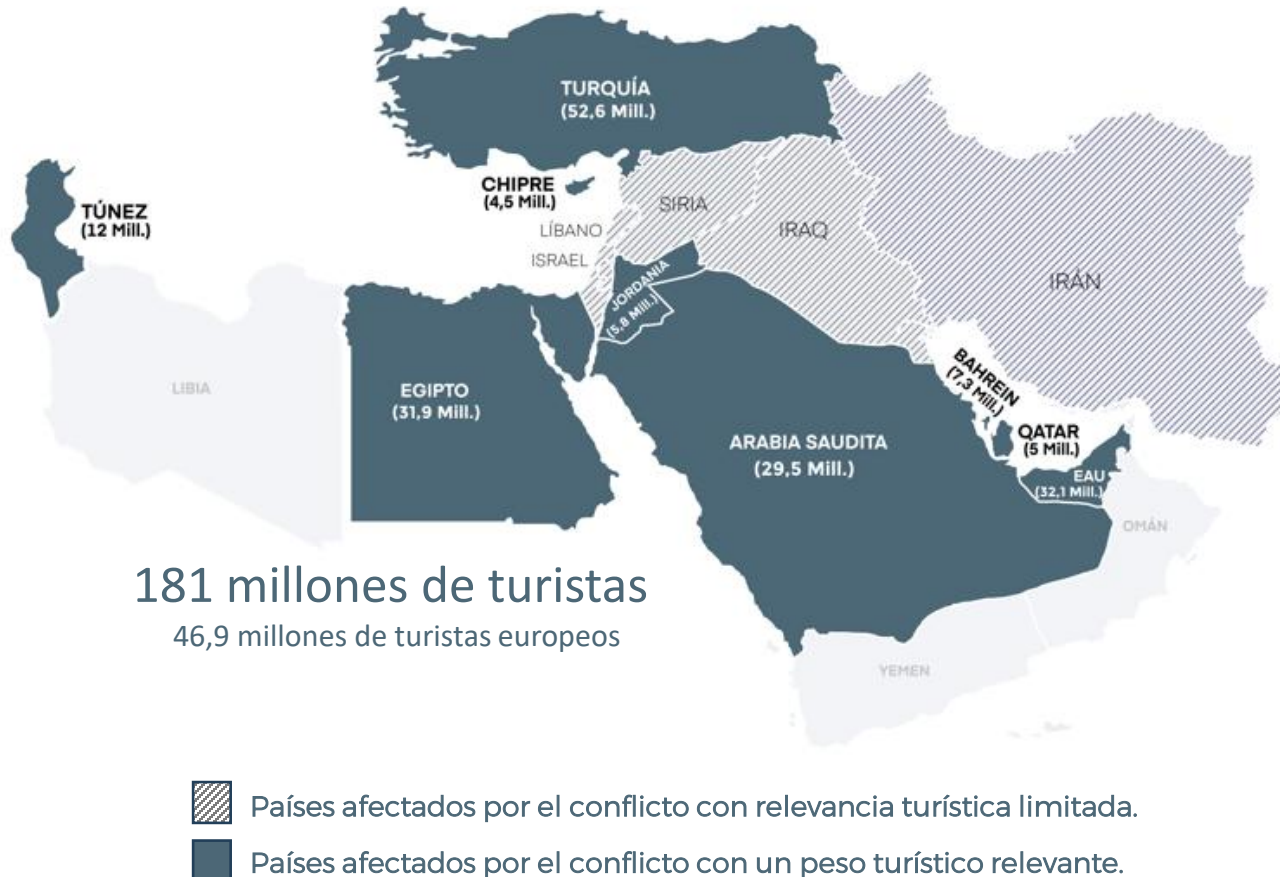 TURQUÍA
(52,6 Mill.)
CHIPRE
(4,5 Mill.)
TÚNEZ
(12 Mill.)
LÍBANO
ISRAEL
SIRIA
IRAQ
IRÁN
JORDANIA
(5,8 Mill.)
LIBIA
EGIPTO
(31,9 Mill.)
ARABIA SAUDITA
(29,5 Mill.)
BAHREIN
(7,3 Mill.)
QATAR
(5 Mill.)
EAU
(32,1 Mill.)
OMÁN
YEMEN
181 millones de turistas
46,9 millones de turistas europeos
Países afectados por el conflicto con relevancia turística limitada.
Países afectados por el conflicto con un peso turístico relevante.